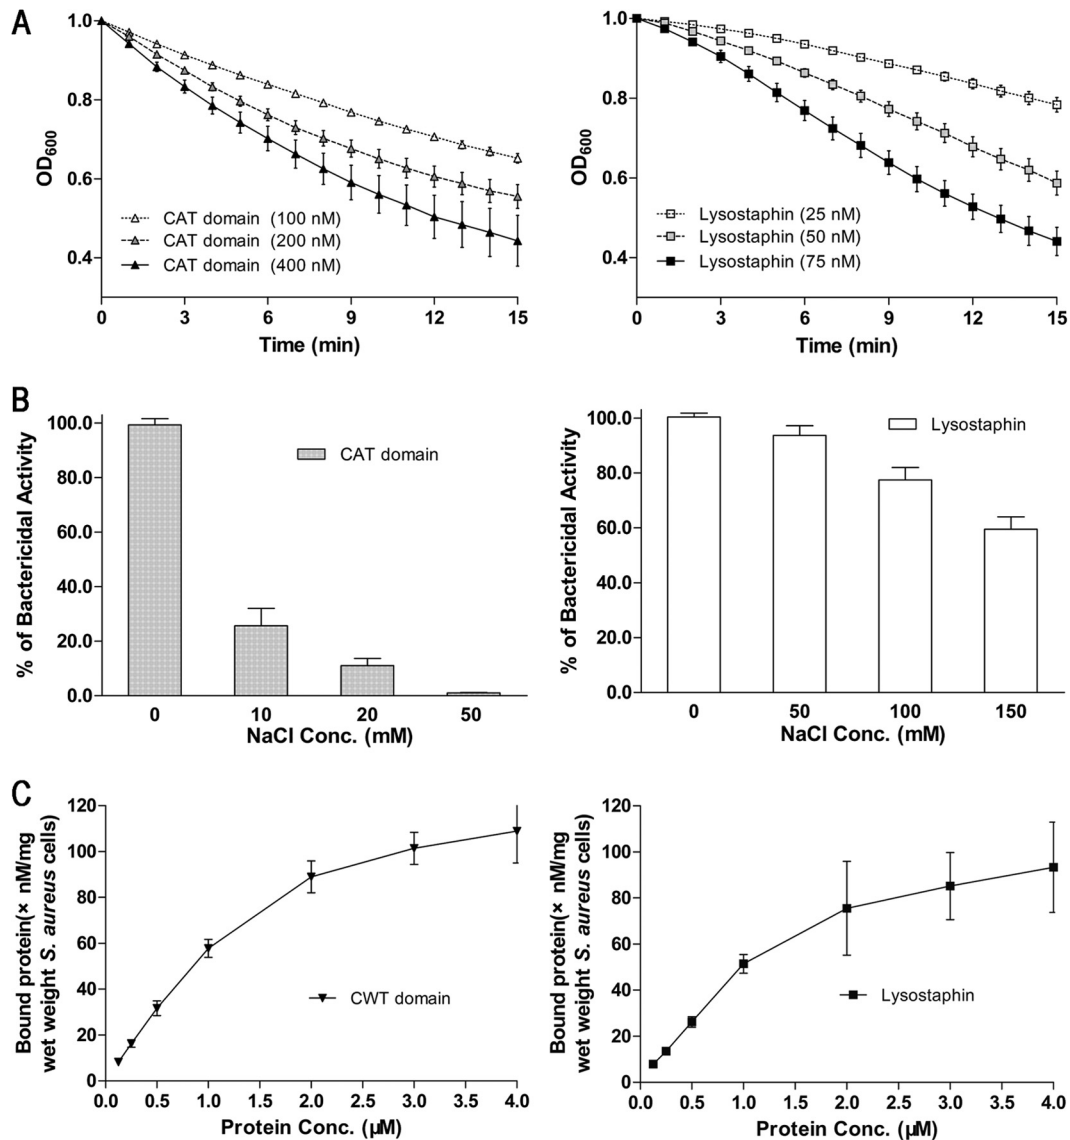 A
OD600
1.0
0.8
0.6
0.4
CAT domain (100 nM)
CAT domain (200 nM)
CAT domain (400 nM)
0 3 6 9 12 15
Time (min)
OD600
1.0
0.8
0.6
0.4
Lysostaphin (25 nM)
Lysostaphin (50 nM)
Lysostaphin (75 nM)
0 3 6 9 12 15
Time (min)
B
% of Bactericidal Activity
100.0
80.0
60.0
40.0
20.0
0.0
CAT domain
0 10 20 50
NaCl Conc. (mM)
% of Bactericidal Activity
100.0
80.0
60.0
40.0
20.0
0.0
Lysostaphin
0 50 100 150
NaCl Conc. (mM)
C
Bound protein(× nM/mg
wet weight S. aureus cells)
120
100
80
60
40
20
0
CWT domain
0.0 0.5 1.0 1.5 2.0 2.5 3.0 3.5 4.0
Protein Conc. (µM)
Bound protein(× nM/mg
wet weight S. aureus cells)
120
100
80
60
40
20
0
Lysostaphin
0.0 0.5 1.0 1.5 2.0 2.5 3.0 3.5 4.0
Protein Conc. (µM)